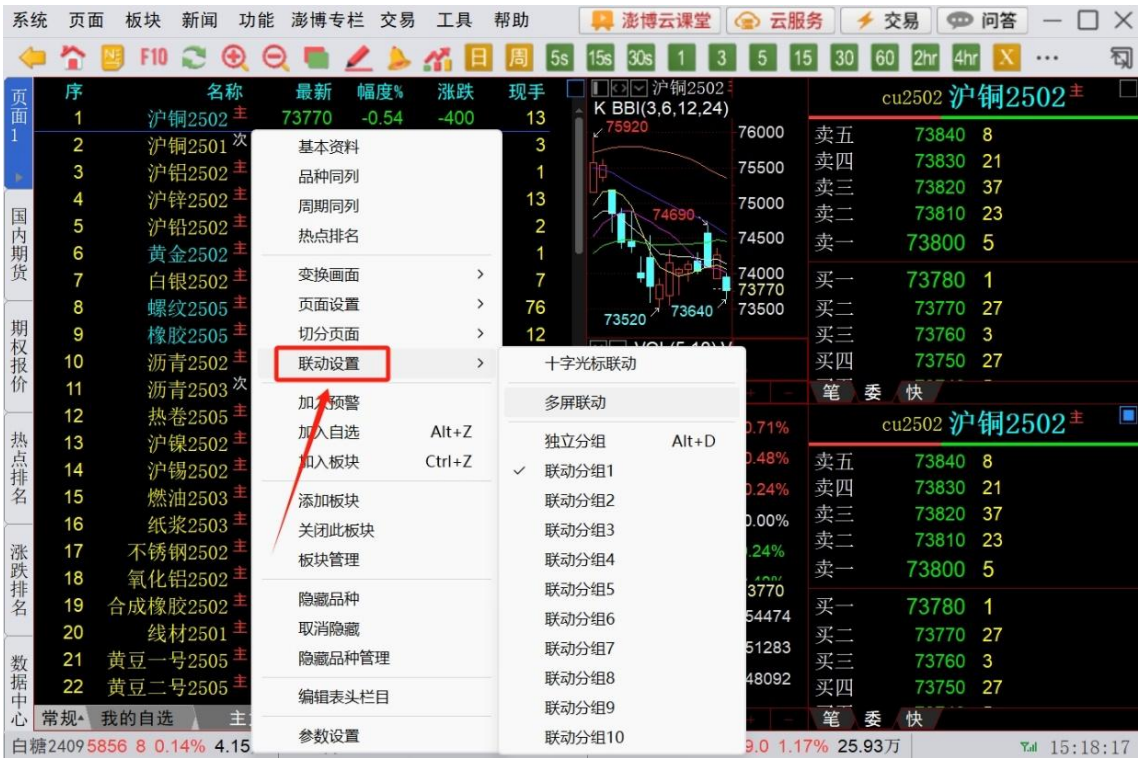 系统 页面 板块 新闻 功能 澎博专栏 交易 工具 帮助 澎博云课堂 云服务 交易 问答
F10 日 周 5s 15s 30s 1 3 5 15 30 60 2hr 4hr X ...
页面1
国内期货
期权报价
热点排名
涨跌排名
数据中心
序 名称 最新 幅度% 涨跌 现手
1 沪铜2502主 73770 -0.54 -400 13
2 沪铜2501次 3
3 沪铝2502主 1
4 沪锌2502主 13
5 沪铅2502主 2
6 黄金2502主 1
7 白银2502主 7
8 螺纹2505主 76
9 橡胶2505主 12
10 沥青2502主
11 沥青2503次
12 热卷2505主
13 沪镍2502主
14 沪锡2502主
15 燃油2503主
16 纸浆2503主
17 不锈钢2502主
18 氧化铝2502主
19 合成橡胶2502主
20 线材2501主
21 黄豆一号2505主
22 黄豆二号2505主
常规 我的自选 主
基本资料
品种同列
周期同列
热点排名
变换画面
页面设置
切分页面
联动设置
加入预警
加入自选 Alt+Z
加入板块 Ctrl+Z
添加板块
关闭此板块
板块管理
隐藏品种
取消隐藏
隐藏品种管理
编辑表头栏目
参数设置
十字光标联动
多屏联动
独立分组 Alt+D
联动分组1
联动分组2
联动分组3
联动分组4
联动分组5
联动分组6
联动分组7
联动分组8
联动分组9
联动分组10
沪铜2502主
K BBI(3,6,12,24)
75920
76000
75500
75000
74690
74500
74000
73770
73640
73520
73500
0.71%
0.48%
0.24%
0.00%
.24%
3770
54474
51283
48092
cu2502 沪铜2502主
卖五 73840 8
卖四 73830 21
卖三 73820 37
卖二 73810 23
卖一 73800 5
买一 73780 1
买二 73770 27
买三 73760 3
买四 73750 27
笔 委 快
cu2502 沪铜2502主
卖五 73840 8
卖四 73830 21
卖三 73820 37
卖二 73810 23
卖一 73800 5
买一 73780 1
买二 73770 27
买三 73760 3
买四 73750 27
笔 委 快
白糖2409 5856 8 0.14% 4.15 9.0 1.17% 25.93万 15:18:17